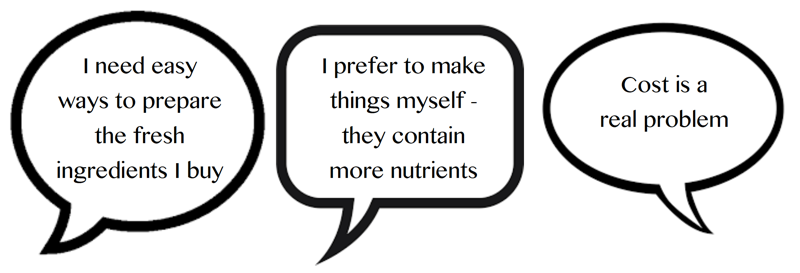 I need easy
ways to prepare
the fresh
ingredients I buy
I prefer to make
things myself -
they contain
more nutrients
Cost is a
real problem